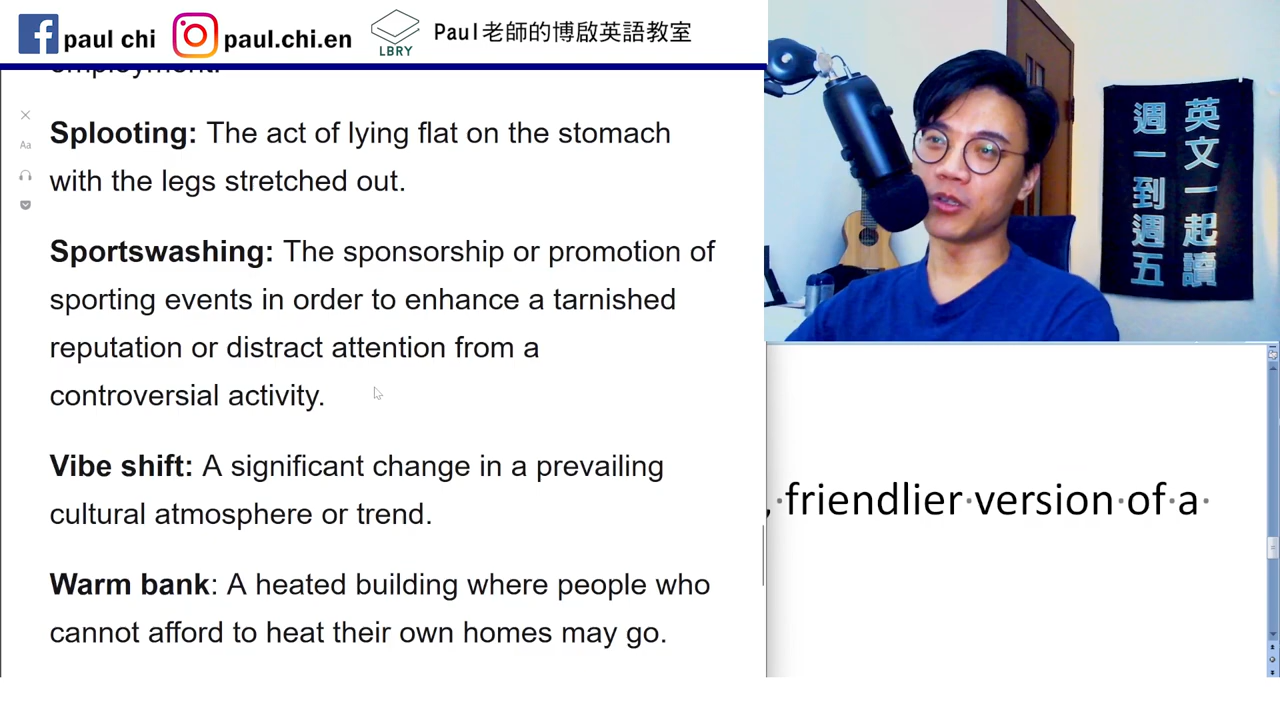 paul chi
paul.chi.en
LBRY
Paul老師的博啟英語教室
employment.
Splooting: The act of lying flat on the stomach
with the legs stretched out.
Sportswashing: The sponsorship or promotion of
sporting events in order to enhance a tarnished
reputation or distract attention from a
controversial activity.
Vibe shift: A significant change in a prevailing
cultural atmosphere or trend.
Warm bank: A heated building where people who
cannot afford to heat their own homes may go.
Aa
英文一起讀
週一到週五
, friendlier version of a